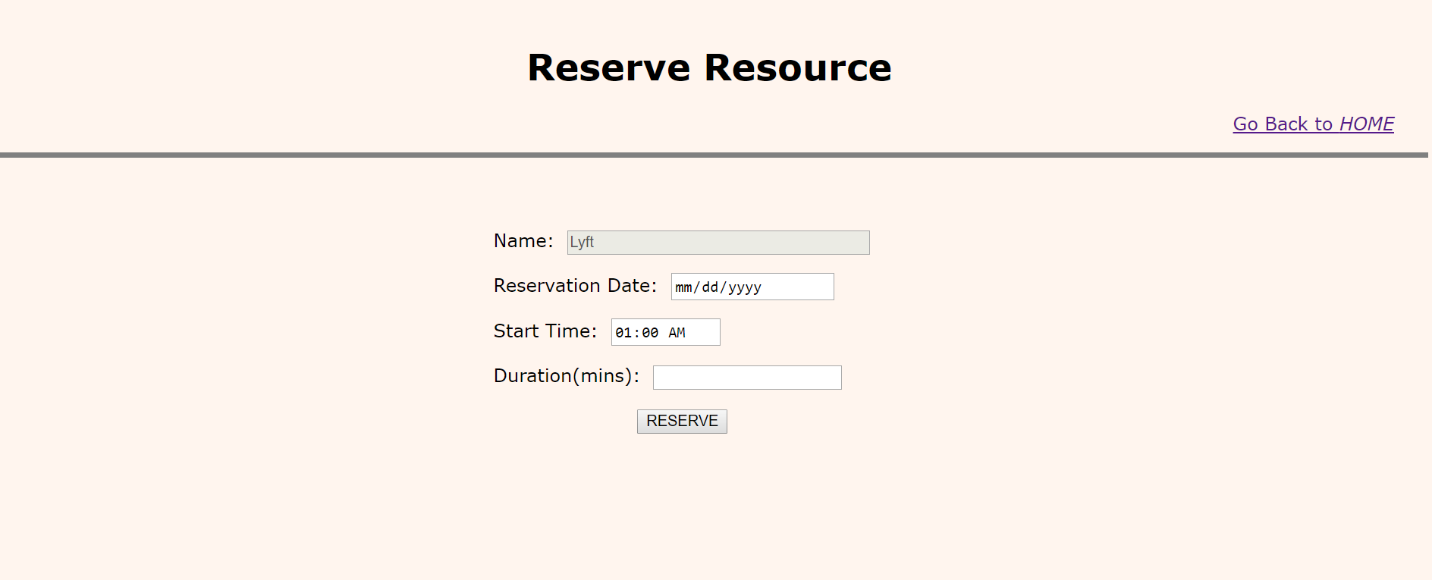 Reserve Resource
Go Back to HOME
Name: Lyft
Reservation Date: mm/dd/yyyy
Start Time: 01:00 AM
Duration(mins):
RESERVE